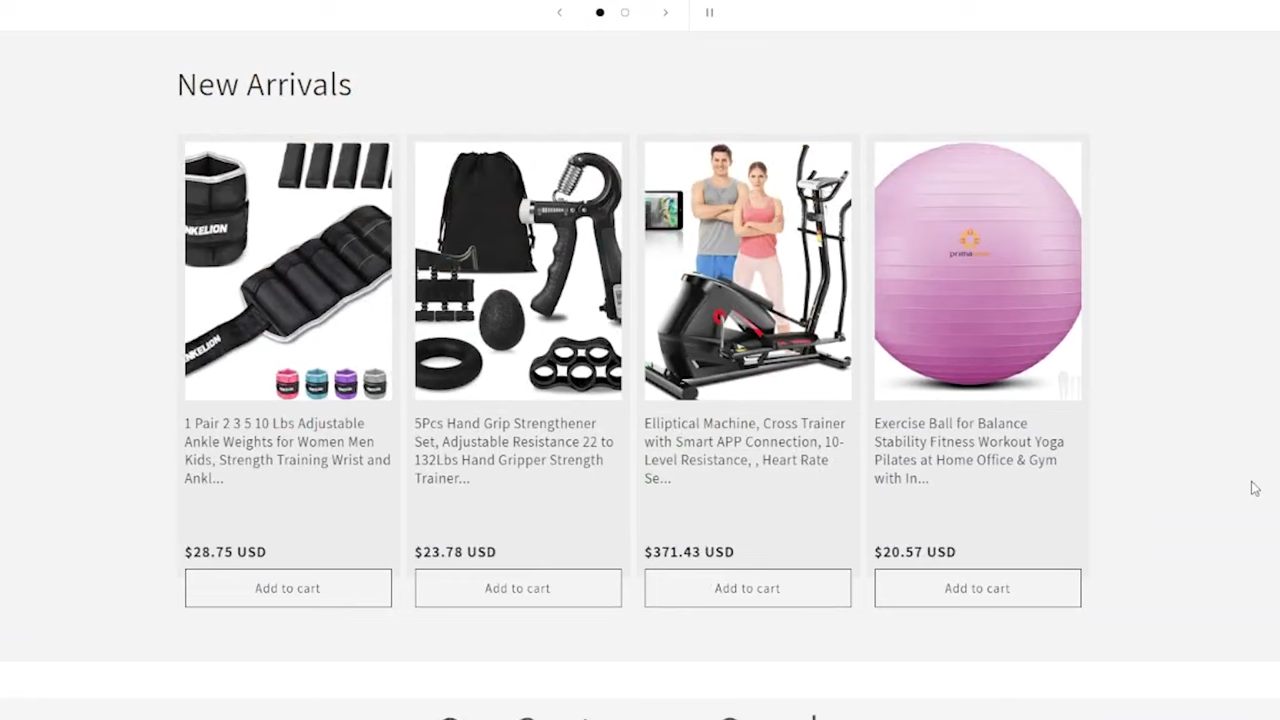 New Arrivals
NKELION
NKELION
prima
1 Pair 2 3 5 10 Lbs Adjustable
Ankle Weights for Women Men
Kids, Strength Training Wrist and
Ankl...
$28.75 USD
Add to cart
5Pcs Hand Grip Strengthener
Set, Adjustable Resistance 22 to
132Lbs Hand Gripper Strength
Trainer...
$23.78 USD
Add to cart
Elliptical Machine, Cross Trainer
with Smart APP Connection, 10-
Level Resistance, , Heart Rate
Se...
$371.43 USD
Add to cart
Exercise Ball for Balance
Stability Fitness Workout Yoga
Pilates at Home Office & Gym
with In...
$20.57 USD
Add to cart